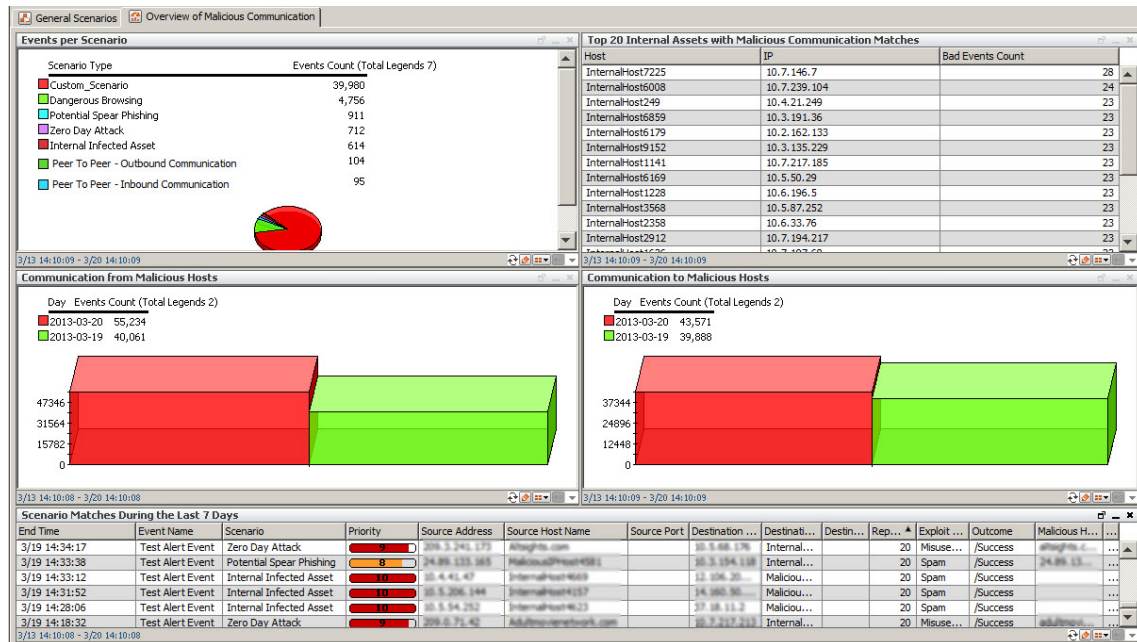 General Scenarios Overview of Malicious Communication
Events per Scenario
Scenario Type Events Count (Total Legends 7)
Custom_Scenario 39,980
Dangerous Browsing 4,756
Potential Spear Phishing 911
Zero Day Attack 712
Internal Infected Asset 614
Peer To Peer - Outbound Communication 104
Peer To Peer - Inbound Communication 95
3/13 14:10:09 - 3/20 14:10:09
Top 20 Internal Assets with Malicious Communication Matches
Host IP Bad Events Count
InternalHost7225 10.7.146.7 28
InternalHost6008 10.7.239.104 24
InternalHost249 10.4.21.249 23
InternalHost6859 10.3.191.36 23
InternalHost6179 10.2.162.133 23
InternalHost9152 10.3.135.229 23
InternalHost1141 10.7.217.185 23
InternalHost6169 10.5.50.29 23
InternalHost1228 10.6.196.5 23
InternalHost3568 10.5.87.252 23
InternalHost2358 10.6.33.76 23
InternalHost2912 10.7.194.217 23
3/13 14:10:09 - 3/20 14:10:09
Communication from Malicious Hosts
Day Events Count (Total Legends 2)
2013-03-20 55,234
2013-03-19 40,061
47346
31564
15782
0
3/13 14:10:08 - 3/20 14:10:08
Communication to Malicious Hosts
Day Events Count (Total Legends 2)
2013-03-20 43,571
2013-03-19 39,888
37344
24896
12448
0
3/13 14:10:09 - 3/20 14:10:09
Scenario Matches During the Last 7 Days
End Time Event Name Scenario Priority Source Address Source Host Name Source Port Destination ... Destinati... Destin... Rep... Exploit ... Outcome Malicious H... ...
3/19 14:34:17 Test Alert Event Zero Day Attack 9 Internal... 20 Misuse... /Success ...
3/19 14:33:38 Test Alert Event Potential Spear Phishing 8 Internal... 20 Spam /Success ...
3/19 14:33:12 Test Alert Event Internal Infected Asset 10 Maliciou... 20 Spam /Success ...
3/19 14:31:52 Test Alert Event Internal Infected Asset 10 Maliciou... 20 Spam /Success ...
3/19 14:28:06 Test Alert Event Internal Infected Asset 10 Maliciou... 20 Spam /Success ...
3/19 14:18:32 Test Alert Event Zero Day Attack 9 Internal... 20 Misuse... /Success ...
3/13 14:10:08 - 3/20 14:10:08